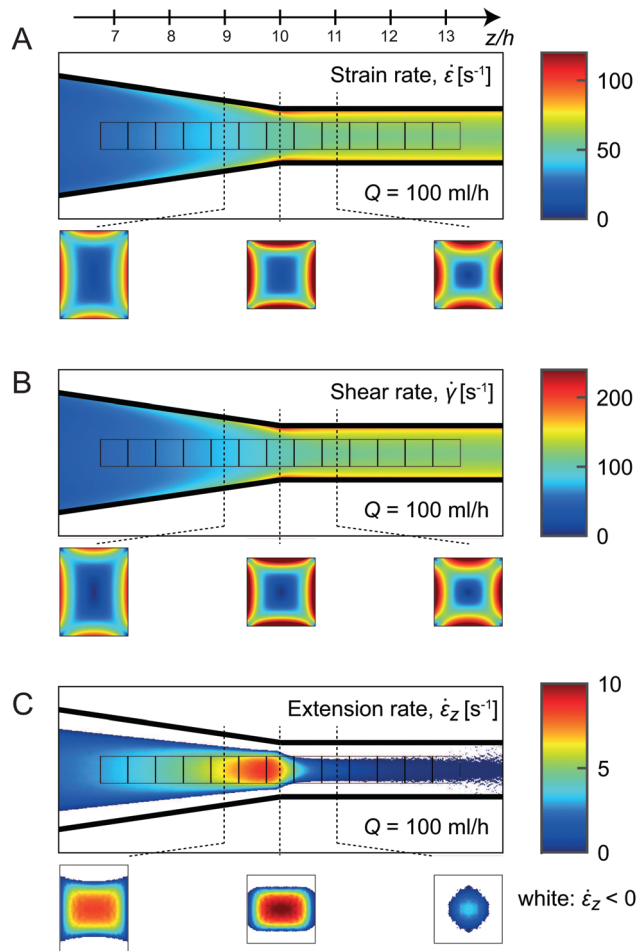 7 8 9 10 11 12 13 z/h
A
Strain rate, ε̇ [s⁻¹]
Q = 100 ml/h
100
50
0
B
Shear rate, γ̇ [s⁻¹]
Q = 100 ml/h
200
100
0
C
Extension rate, ε̇z [s⁻¹]
Q = 100 ml/h
10
5
0
white: ε̇z < 0